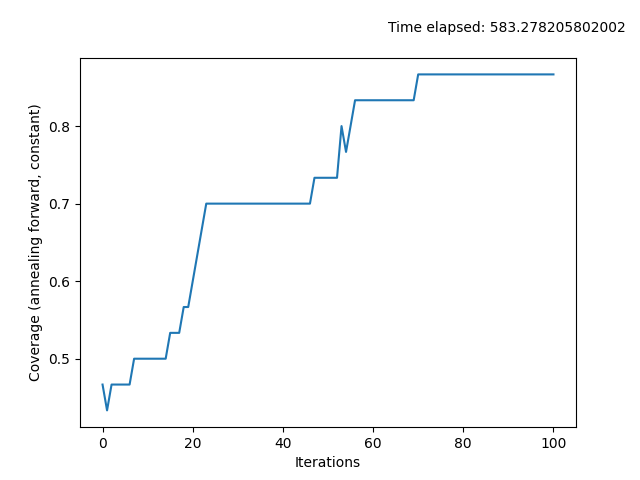 Time elapsed: 583.278205802002
Coverage (annealing forward, constant)
0.8
0.7
0.6
0.5
0 20 40 60 80 100
Iterations